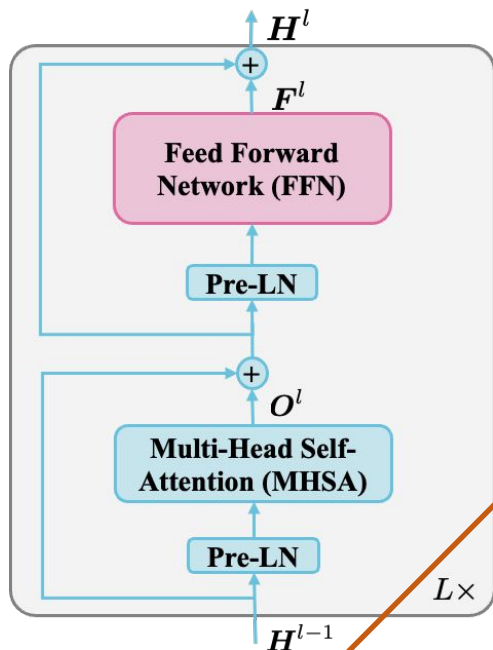 H^l
+
F^l
Feed Forward
Network (FFN)
Pre-LN
+
O^l
Multi-Head Self-
Attention (MHSA)
Pre-LN
L×
H^{l-1}